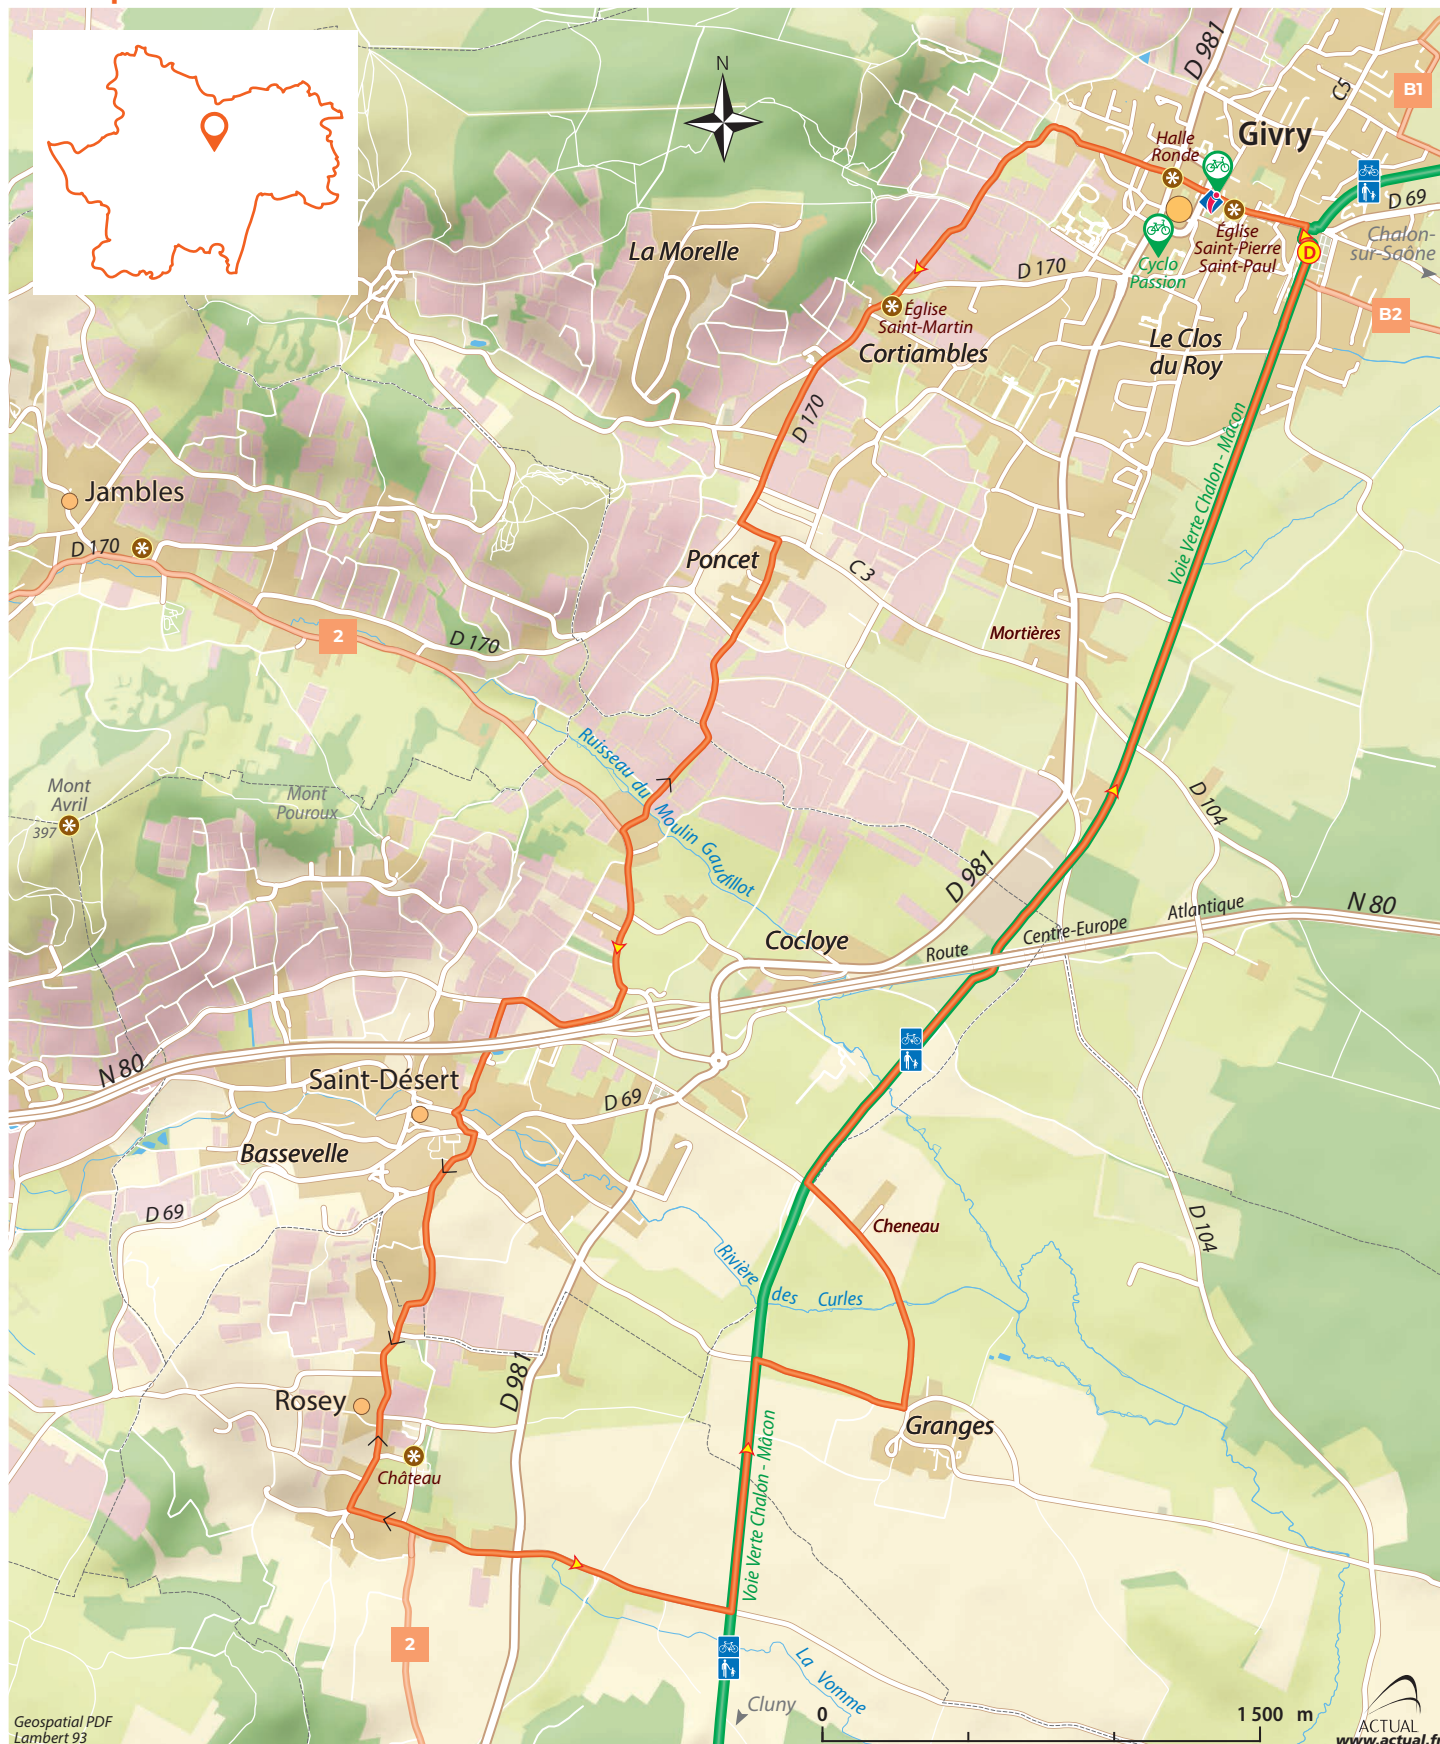 N
D 981
C5
B1
Givry
Halle
Ronde
D 69
Chalon-
sur-Saône
Église
Saint-Pierre
Saint-Paul
D
Cyclo
Passion
La Morelle
D 170
B2
Église
Saint-Martin
Cortiambles
Le Clos
du Roy
D 170
Voie Verte Chalon - Mâcon
Jambles
D 170
Poncet
C 3
2
D 170
Mortières
Ruisseau du Moulin Gaudillot
Mont
Avril
397
Mont
Pouroux
D 104
D 981
N 80
Cocloye
Route Centre-Europe Atlantique
N 80
Saint-Désert
D 69
Bassevelle
D 69
Cheneau
D 104
Rivière des Curles
D 981
Rosey
Granges
Château
Voie Verte Chalon - Mâcon
2
La Vomme
Cluny
0 1 500 m
Geospatial PDF
Lambert 93
ACTUAL
www.actual.fr